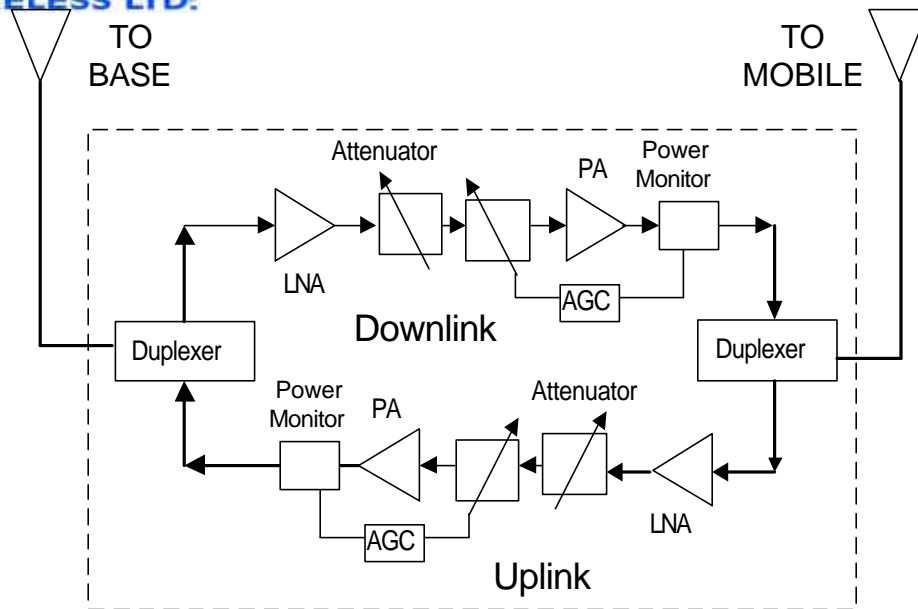 LTD.
TO
BASE
TO
MOBILE
Attenuator
PA
Power
Monitor
LNA
AGC
Downlink
Duplexer
Duplexer
Power
Monitor
PA
Attenuator
LNA
AGC
Uplink